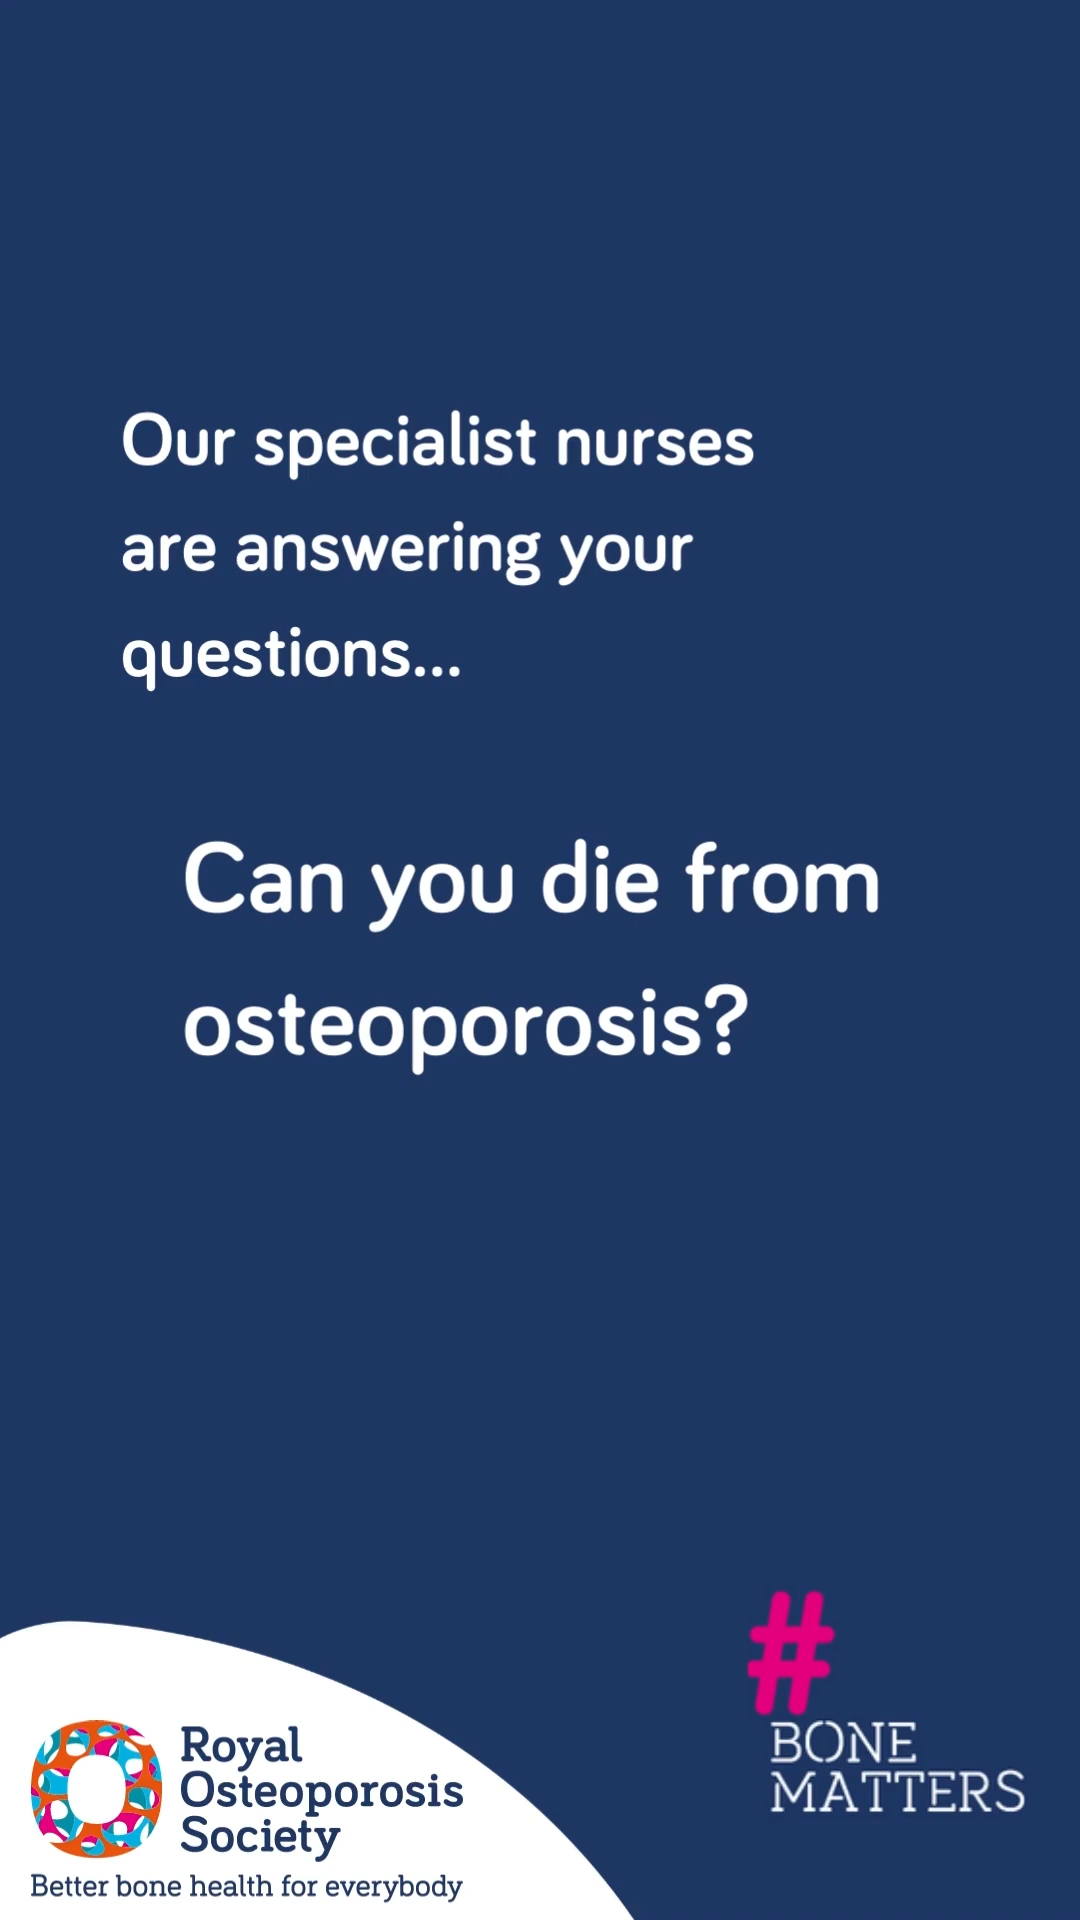 Our specialist nurses
are answering your
questions...
Can you die from
osteoporosis?
#
BONE
MATTERS
Royal
Osteoporosis
Society
Better bone health for everybody